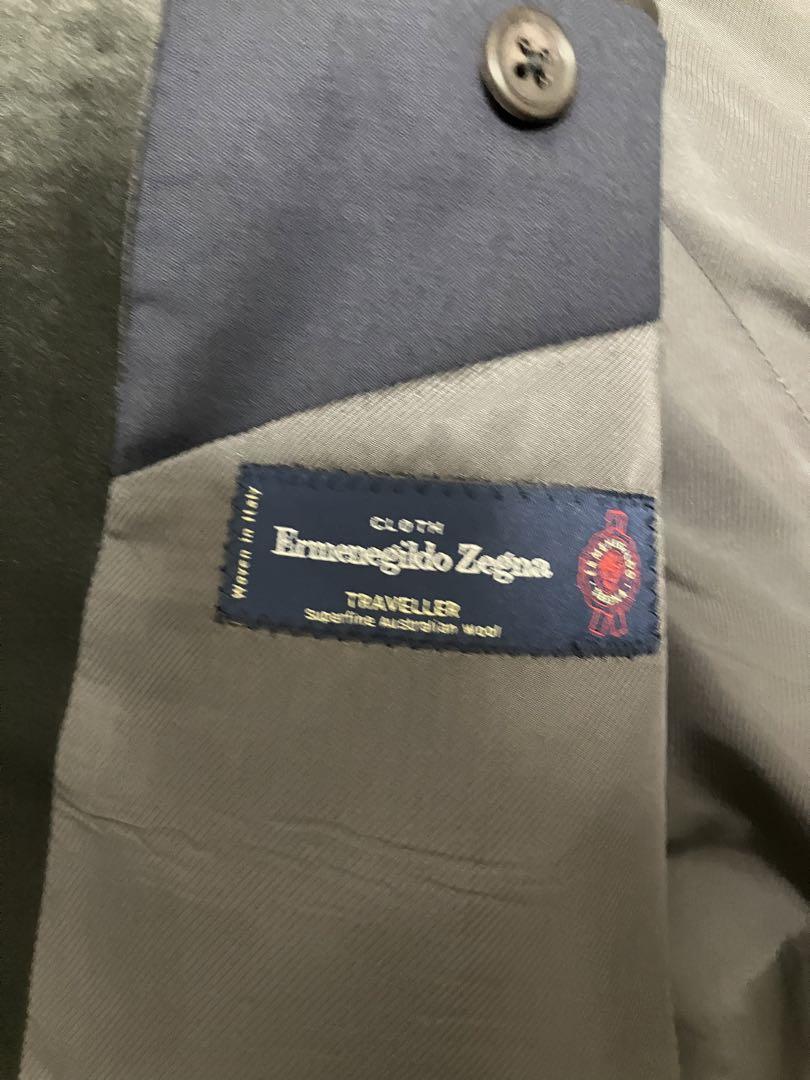 Woven in Italy
CLOTH
Ermenegildo Zegna
TRAVELLER
Superfine Australian Wool